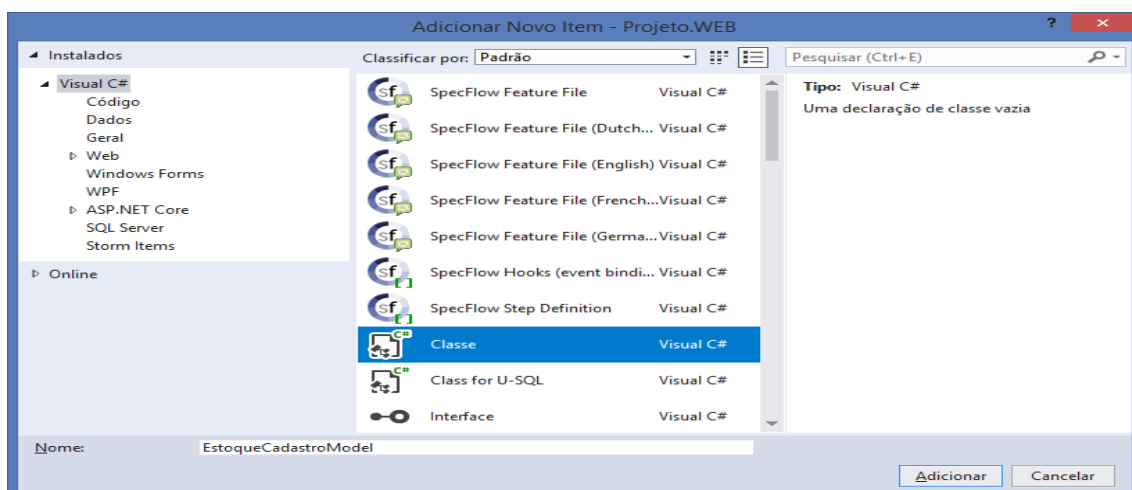 Adicionar Novo Item - Projeto.WEB
? ×
Instalados
Visual C#
Código
Dados
Geral
Web
Windows Forms
WPF
ASP.NET Core
SQL Server
Storm Items
Online
Classificar por: Padrão
SpecFlow Feature File Visual C#
SpecFlow Feature File (Dutch... Visual C#
SpecFlow Feature File (English) Visual C#
SpecFlow Feature File (French... Visual C#
SpecFlow Feature File (Germa... Visual C#
SpecFlow Hooks (event bindi... Visual C#
SpecFlow Step Definition Visual C#
Classe Visual C#
Class for U-SQL Visual C#
Interface Visual C#
Pesquisar (Ctrl+E)
Tipo: Visual C#
Uma declaração de classe vazia
Nome: EstoqueCadastroModel
Adicionar Cancelar